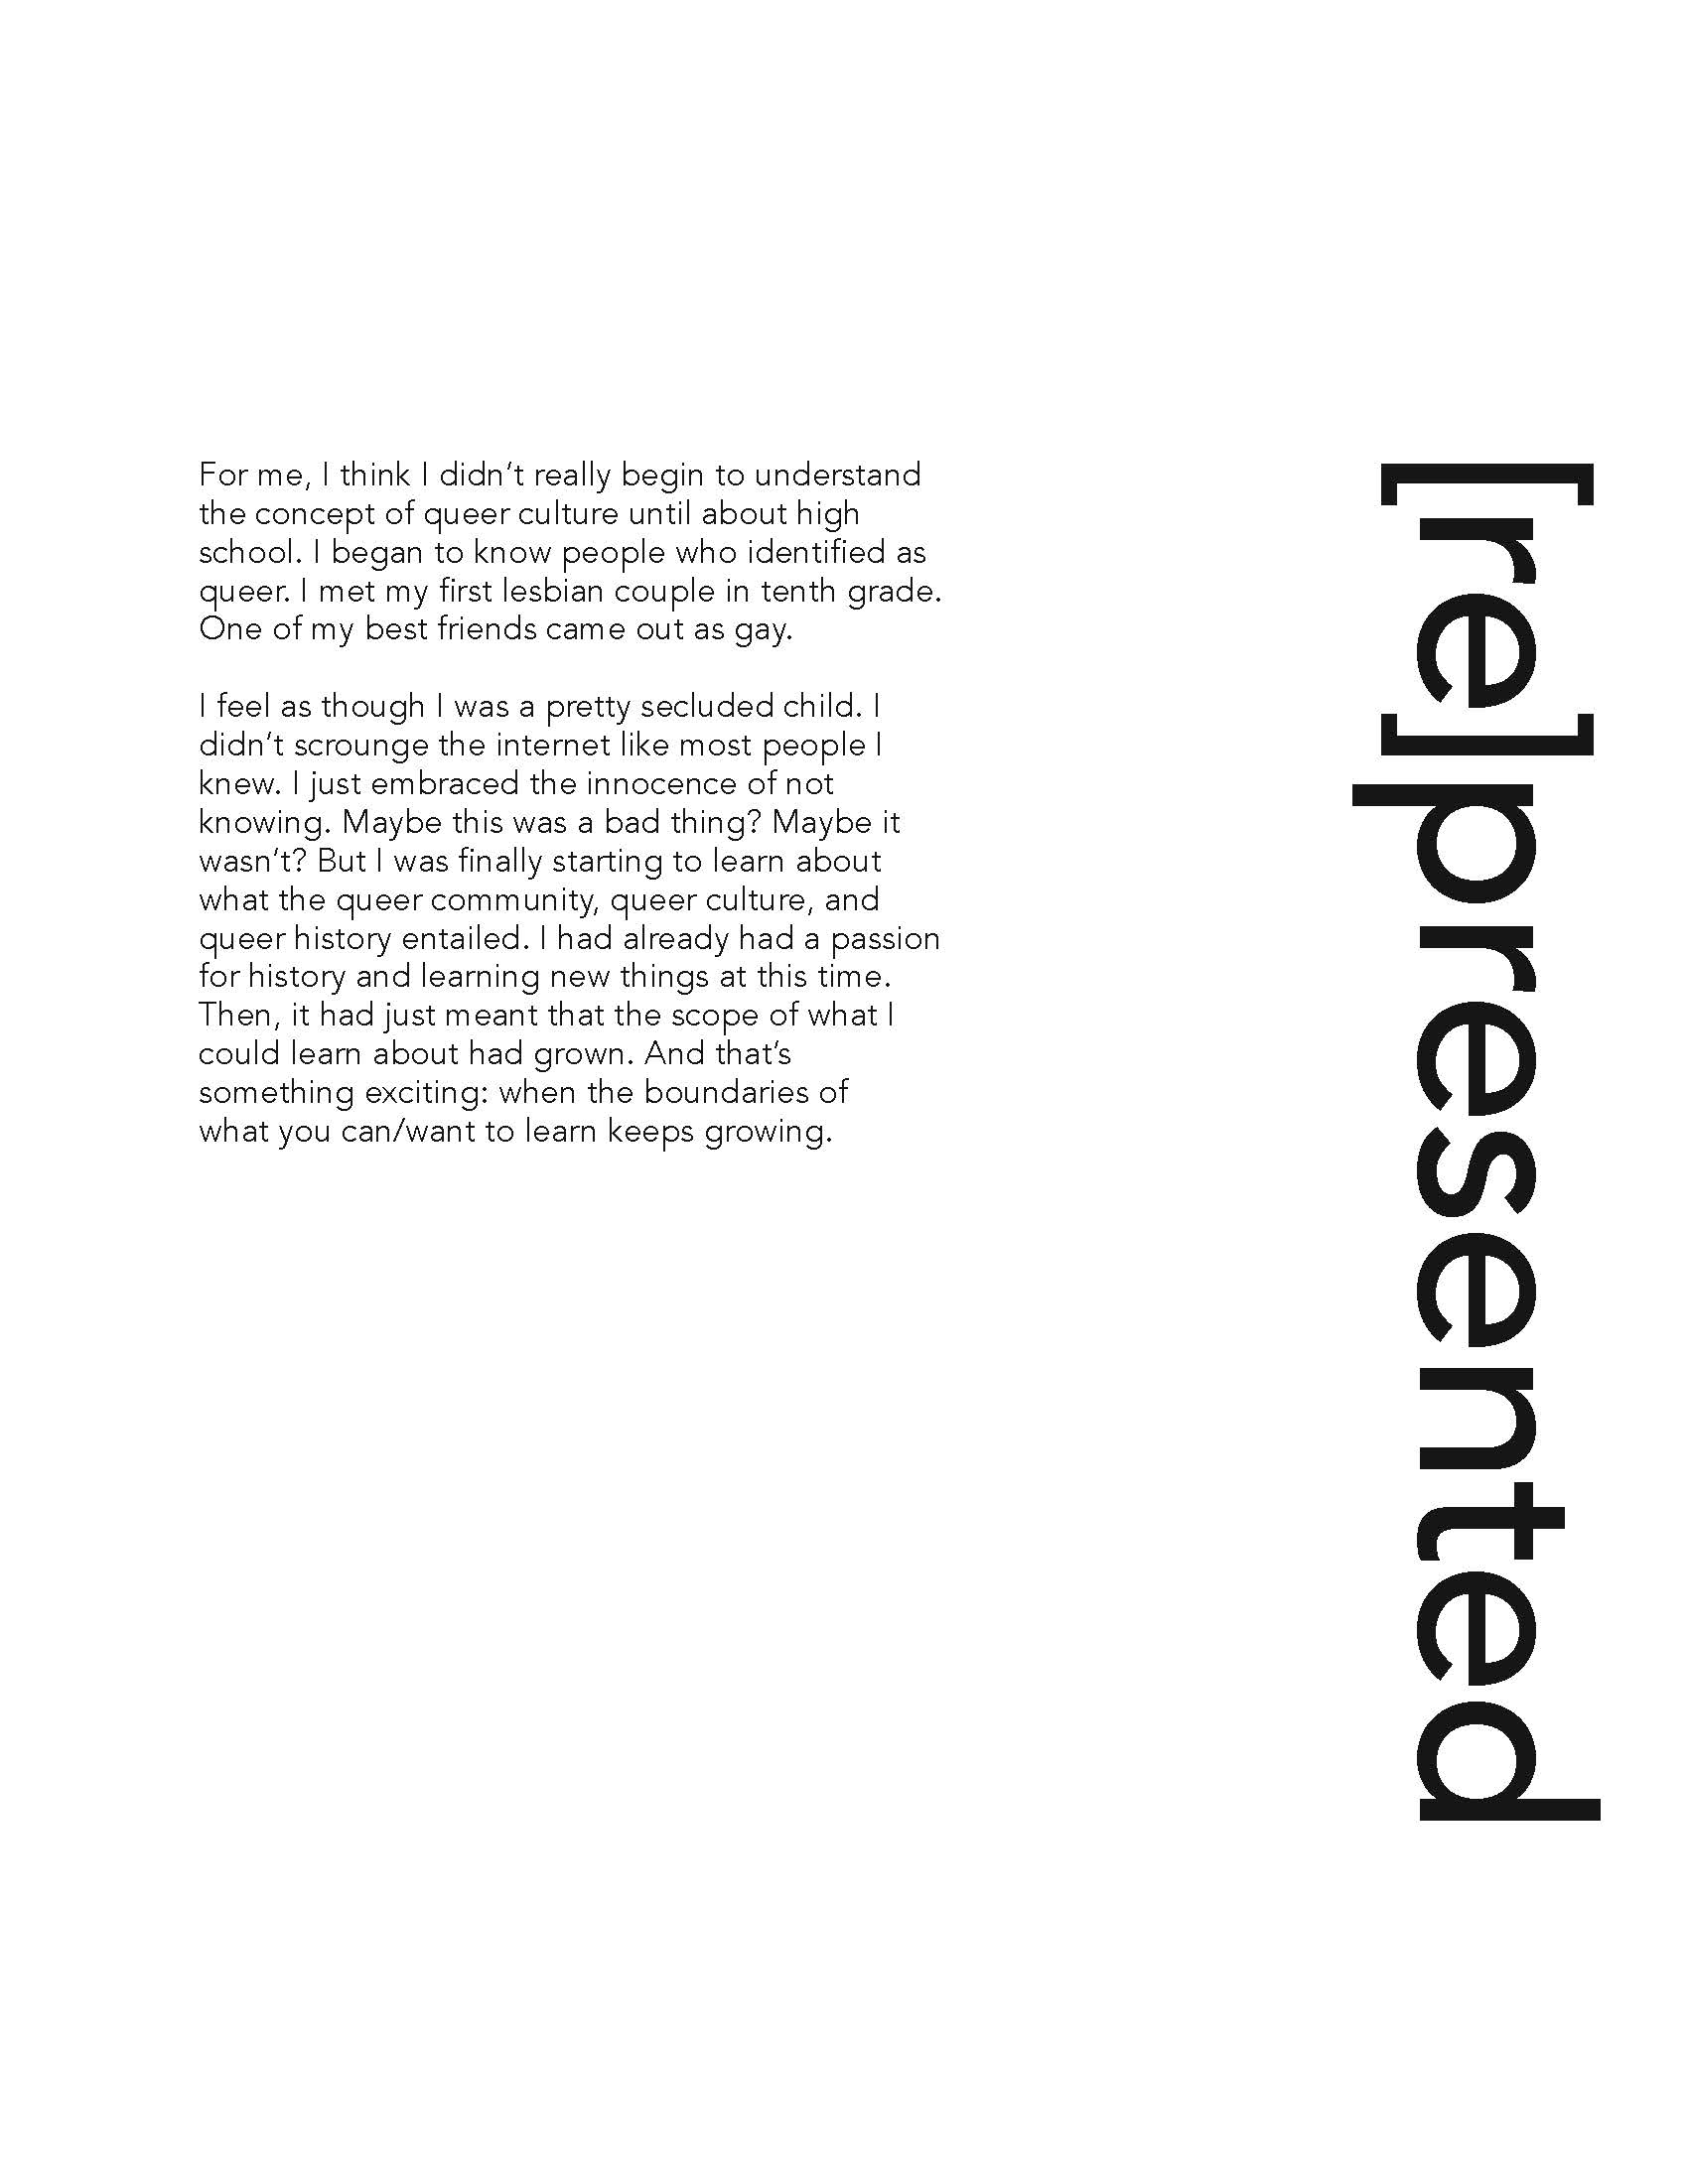 For me, I think I didn’t really begin to understand
the concept of queer culture until about high
school. I began to know people who identified as
queer. I met my first lesbian couple in tenth grade.
One of my best friends came out as gay.
I feel as though I was a pretty secluded child. I
didn’t scrounge the internet like most people I
knew. I just embraced the innocence of not
knowing. Maybe this was a bad thing? Maybe it
wasn’t? But I was finally starting to learn about
what the queer community, queer culture, and
queer history entailed. I had already had a passion
for history and learning new things at this time.
Then, it had just meant that the scope of what I
could learn about had grown. And that’s
something exciting: when the boundaries of
what you can/want to learn keeps growing.
[re]presented